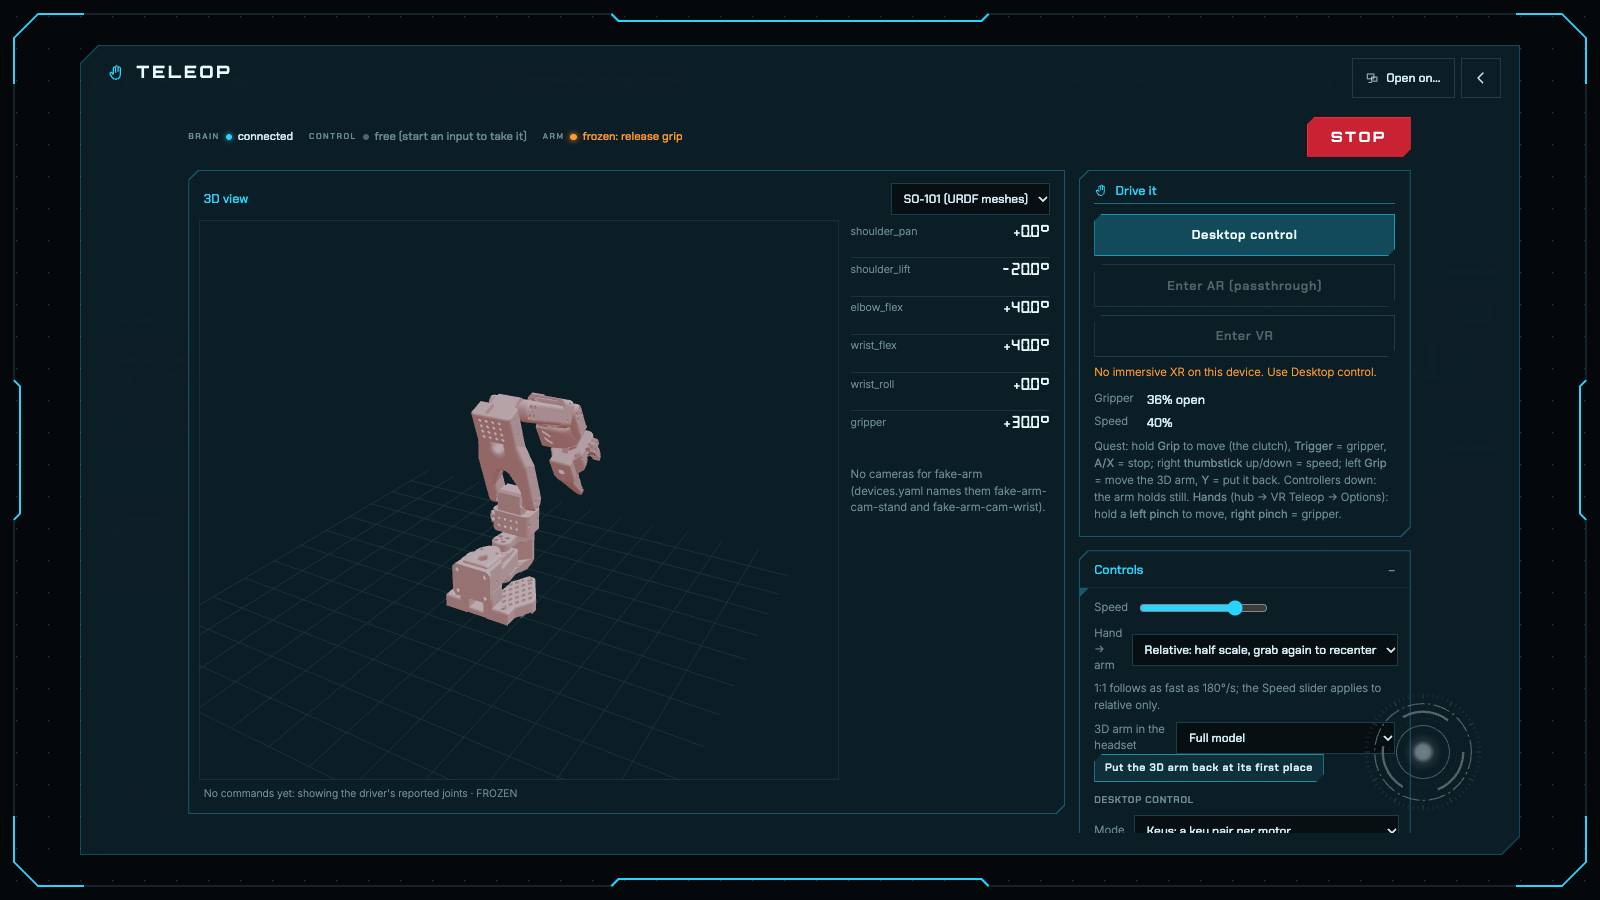 TELEOP
Open on...
BRAIN connected CONTROL free (start an input to take it) ARM frozen: release grip
STOP
3D view
SO-101 (URDF meshes)
shoulder_pan +0.0°
shoulder_lift -20.0°
elbow_flex +40.0°
wrist_flex +40.0°
wrist_roll +0.0°
gripper +30.0°
No cameras for fake-arm
(devices.yaml names them fake-arm-
cam-stand and fake-arm-cam-wrist).
No commands yet: showing the driver's reported joints · FROZEN
Drive it
Desktop control
Enter AR (passthrough)
Enter VR
No immersive XR on this device. Use Desktop control.
Gripper 36% open
Speed 40%
Quest: hold Grip to move (the clutch), Trigger = gripper,
A/X = stop; right thumbstick up/down = speed; left Grip
= move the 3D arm, Y = put it back. Controllers down:
the arm holds still. Hands (hub → VR Teleop → Options):
hold a left pinch to move, right pinch = gripper.
Controls –
Speed
Hand
→
arm
Relative: half scale, grab again to recenter
1:1 follows as fast as 180°/s; the Speed slider applies to
relative only.
3D arm in the
headset
Full model
Put the 3D arm back at its first place
DESKTOP CONTROL
Mode Keys: a key pair per motor